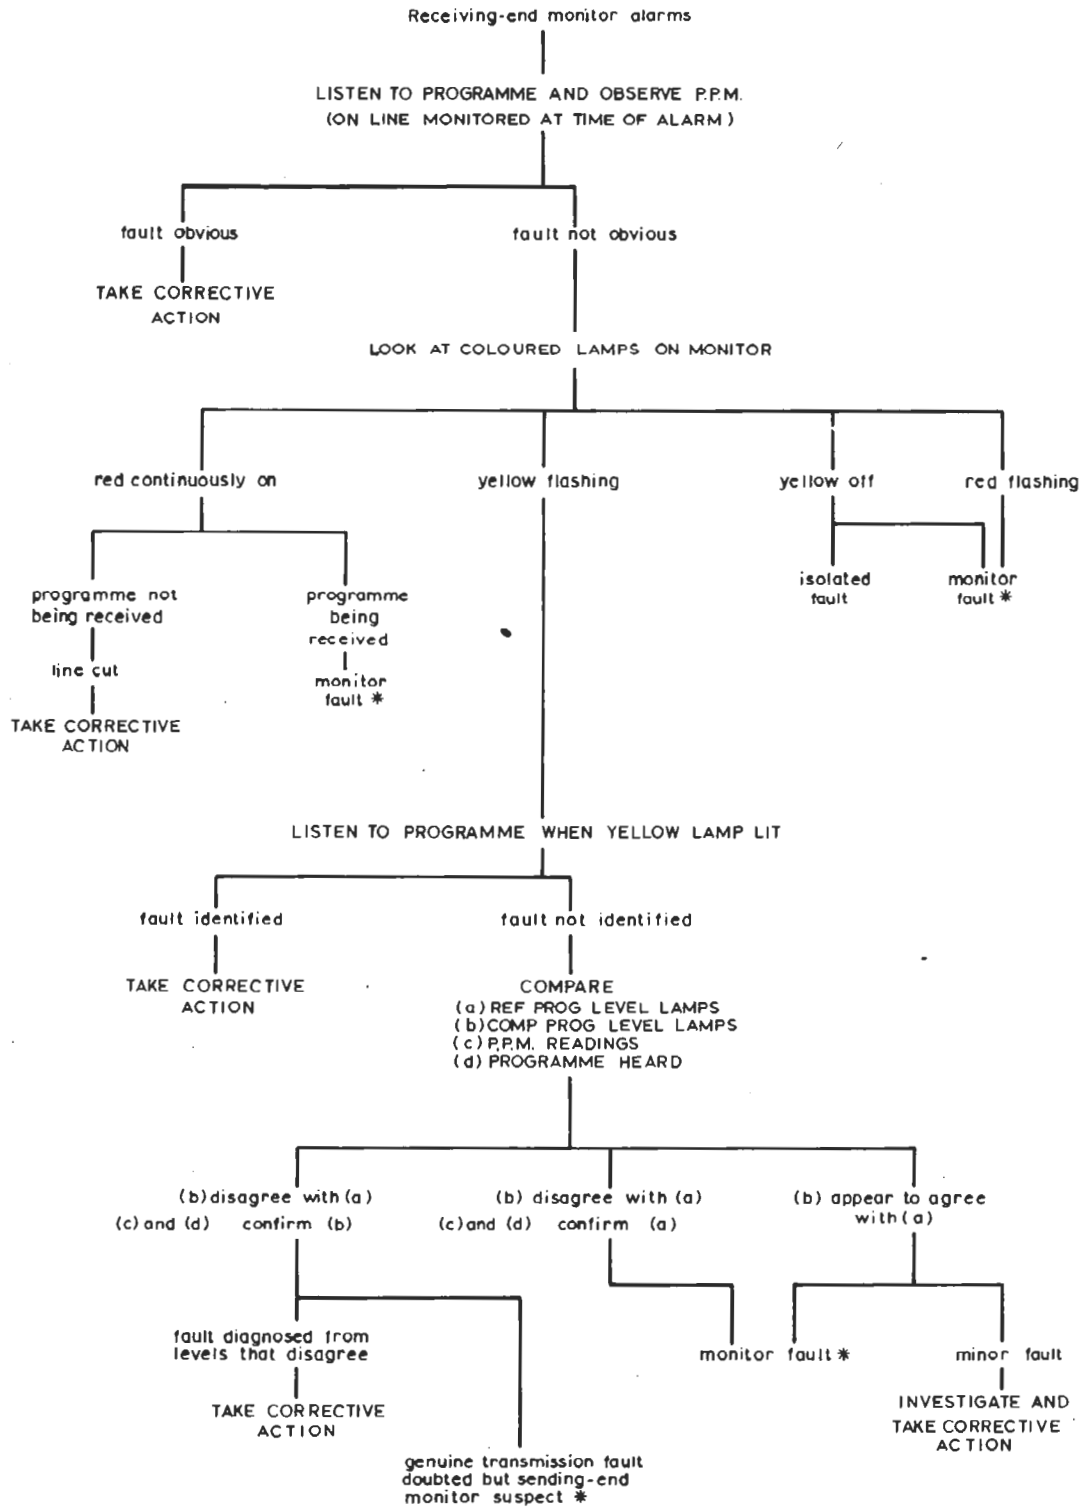 Receiving-end monitor alarms
LISTEN TO PROGRAMME AND OBSERVE P.P.M.
(ON LINE MONITORED AT TIME OF ALARM)
fault obvious
fault not obvious
TAKE CORRECTIVE
ACTION
LOOK AT COLOURED LAMPS ON MONITOR
red continuously on
yellow flashing
yellow off
red flashing
programme not
being received
programme
being
received
isolated
fault
monitor
fault *
line cut
monitor
fault *
TAKE CORRECTIVE
ACTION
LISTEN TO PROGRAMME WHEN YELLOW LAMP LIT
fault identified
fault not identified
TAKE CORRECTIVE
ACTION
COMPARE
(a) REF PROG LEVEL LAMPS
(b) COMP PROG LEVEL LAMPS
(c) P.P.M. READINGS
(d) PROGRAMME HEARD
(b) disagree with (a)
(c) and (d) confirm (b)
(b) disagree with (a)
(c) and (d) confirm (a)
(b) appear to agree
with (a)
fault diagnosed from
levels that disagree
monitor fault *
minor fault
TAKE CORRECTIVE
ACTION
INVESTIGATE AND
TAKE CORRECTIVE
ACTION
genuine transmission fault
doubted but sending-end
monitor suspect *